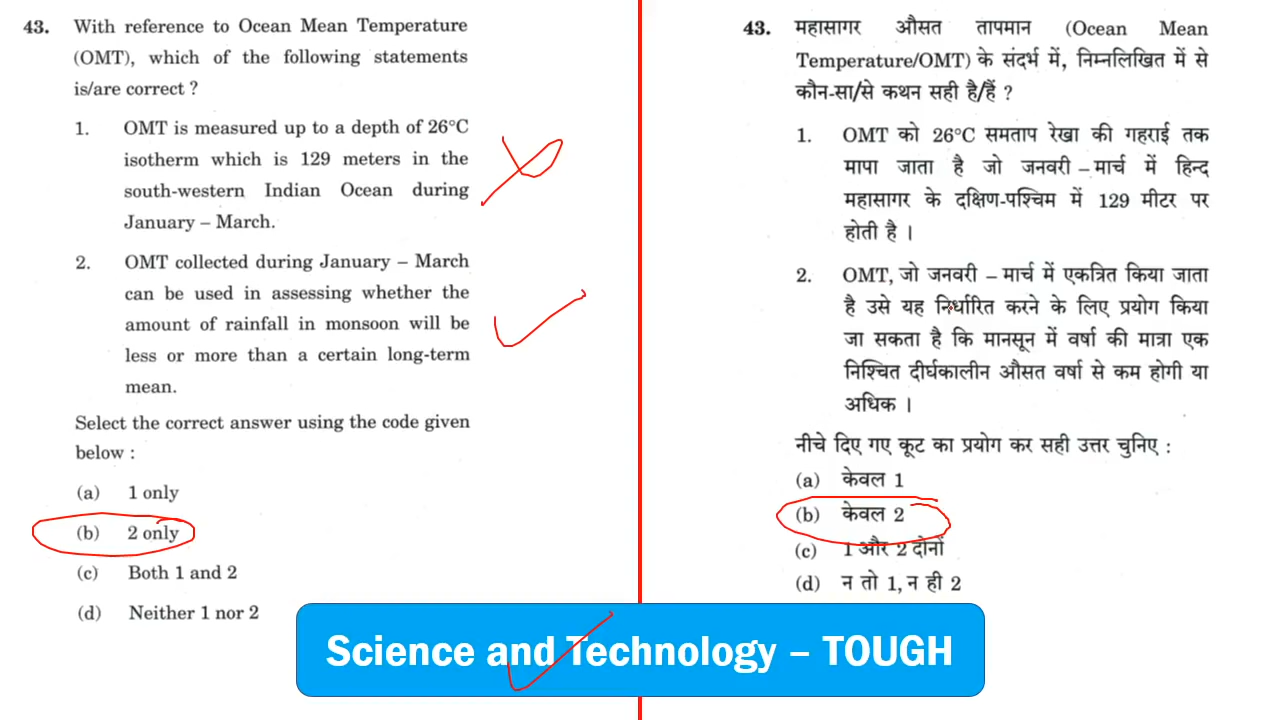 43. With reference to Ocean Mean Temperature
(OMT), which of the following statements
is/are correct ?
1. OMT is measured up to a depth of 26°C
isotherm which is 129 meters in the
south-western Indian Ocean during
January – March.
2. OMT collected during January – March
can be used in assessing whether the
amount of rainfall in monsoon will be
less or more than a certain long-term
mean.
Select the correct answer using the code given
below :
(a) 1 only
(b) 2 only
(c) Both 1 and 2
(d) Neither 1 nor 2
43. महासागर औसत तापमान (Ocean Mean
Temperature/OMT) के संदर्भ में, निम्नलिखित में से
कौन-सा/से कथन सही है/हैं ?
1. OMT को 26°C समताप रेखा की गहराई तक
मापा जाता है जो जनवरी – मार्च में हिन्द
महासागर के दक्षिण-पश्चिम में 129 मीटर पर
होती है ।
2. OMT, जो जनवरी – मार्च में एकत्रित किया जाता
है उसे यह निर्धारित करने के लिए प्रयोग किया
जा सकता है कि मानसून में वर्षा की मात्रा एक
निश्चित दीर्घकालीन औसत वर्षा से कम होगी या
अधिक ।
नीचे दिए गए कूट का प्रयोग कर सही उत्तर चुनिए :
(a) केवल 1
(b) केवल 2
(c) 1 और 2 दोनों
(d) न तो 1, न ही 2
Science and Technology – TOUGH